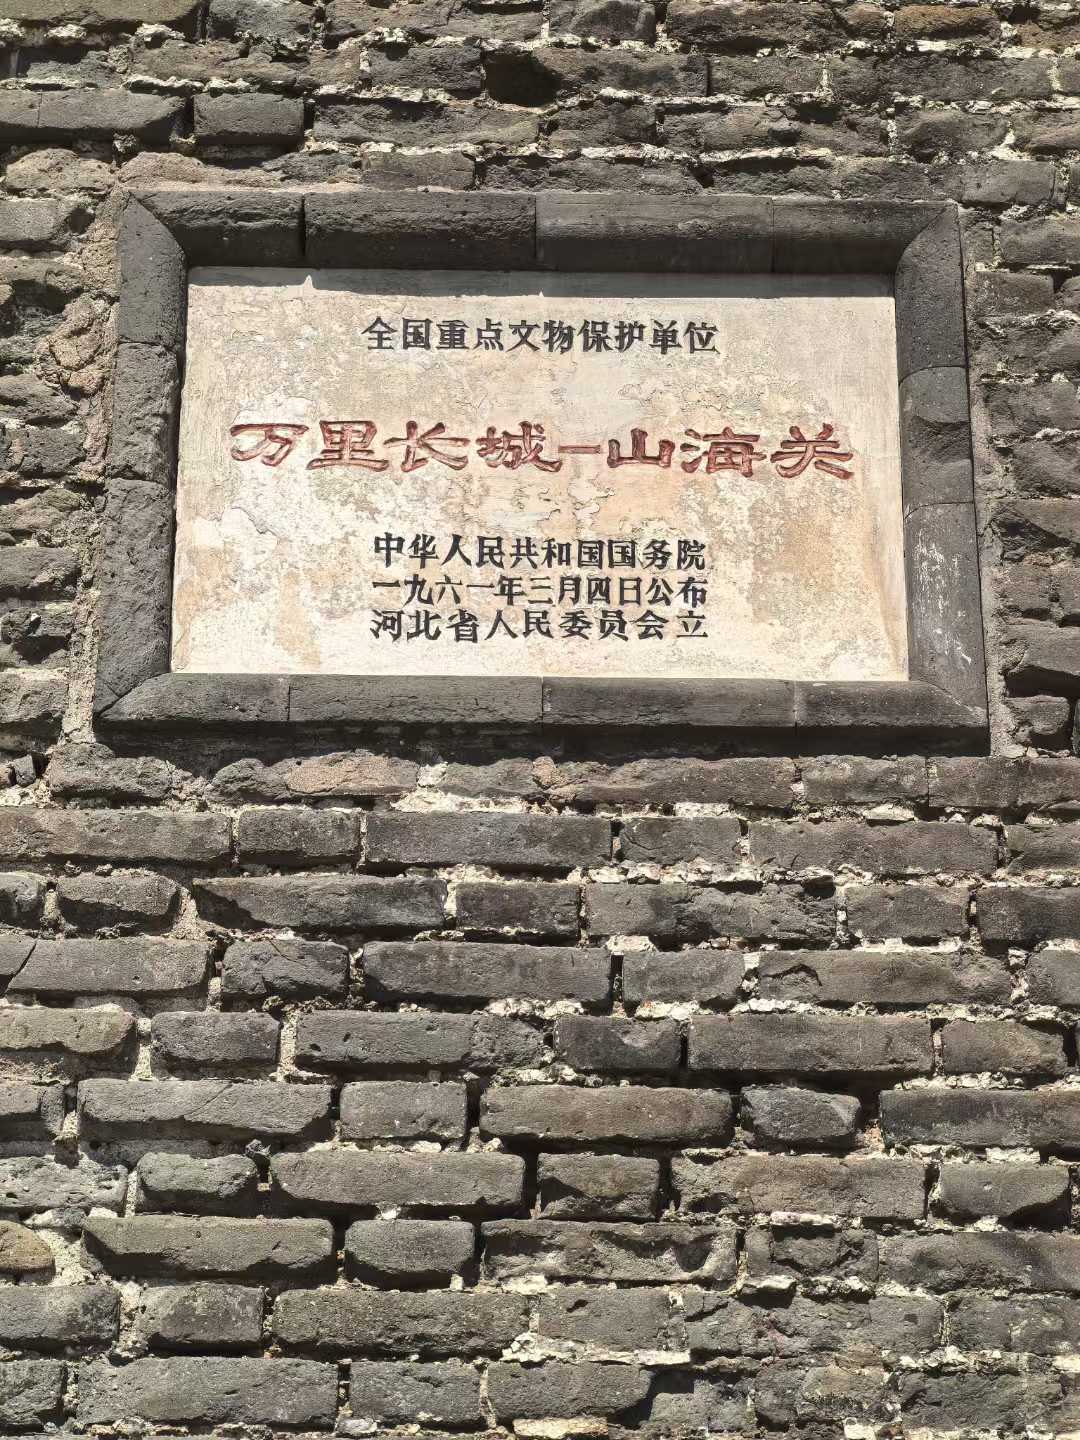 全国重点文物保护单位
万里长城－山海关
中华人民共和国国务院
一九六一年三月四日公布
河北省人民委员会立